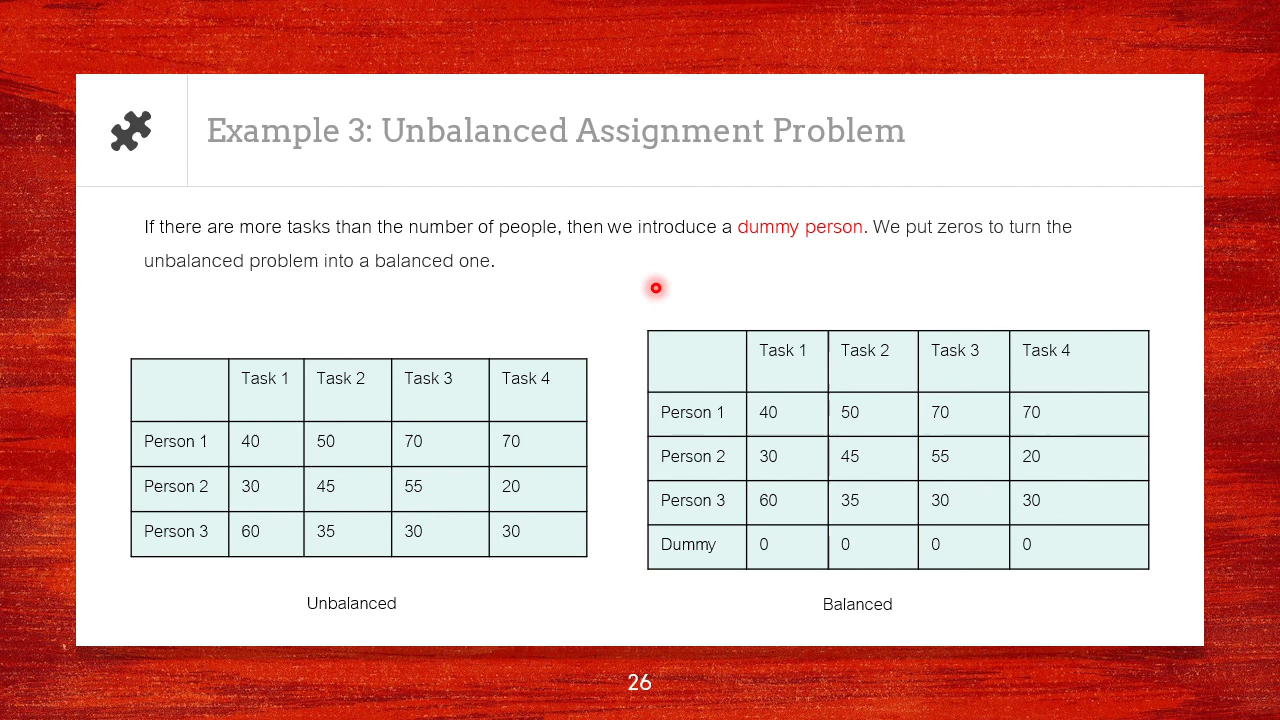 Example 3: Unbalanced Assignment Problem
If there are more tasks than the number of people, then we introduce a dummy person. We put zeros to turn the
unbalanced problem into a balanced one.
Task 1 Task 2 Task 3 Task 4
Person 1 40 50 70 70
Person 2 30 45 55 20
Person 3 60 35 30 30
Unbalanced
Task 1 Task 2 Task 3 Task 4
Person 1 40 50 70 70
Person 2 30 45 55 20
Person 3 60 35 30 30
Dummy 0 0 0 0
Balanced
26